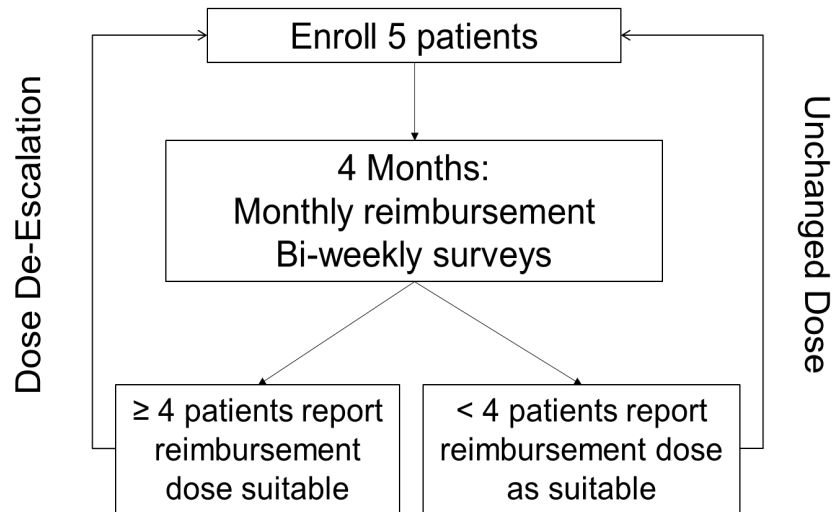 Enroll 5 patients
Dose De-Escalation
Unchanged Dose
4 Months:
Monthly reimbursement
Bi-weekly surveys
≥ 4 patients report
reimbursement
dose suitable
< 4 patients report
reimbursement dose
as suitable